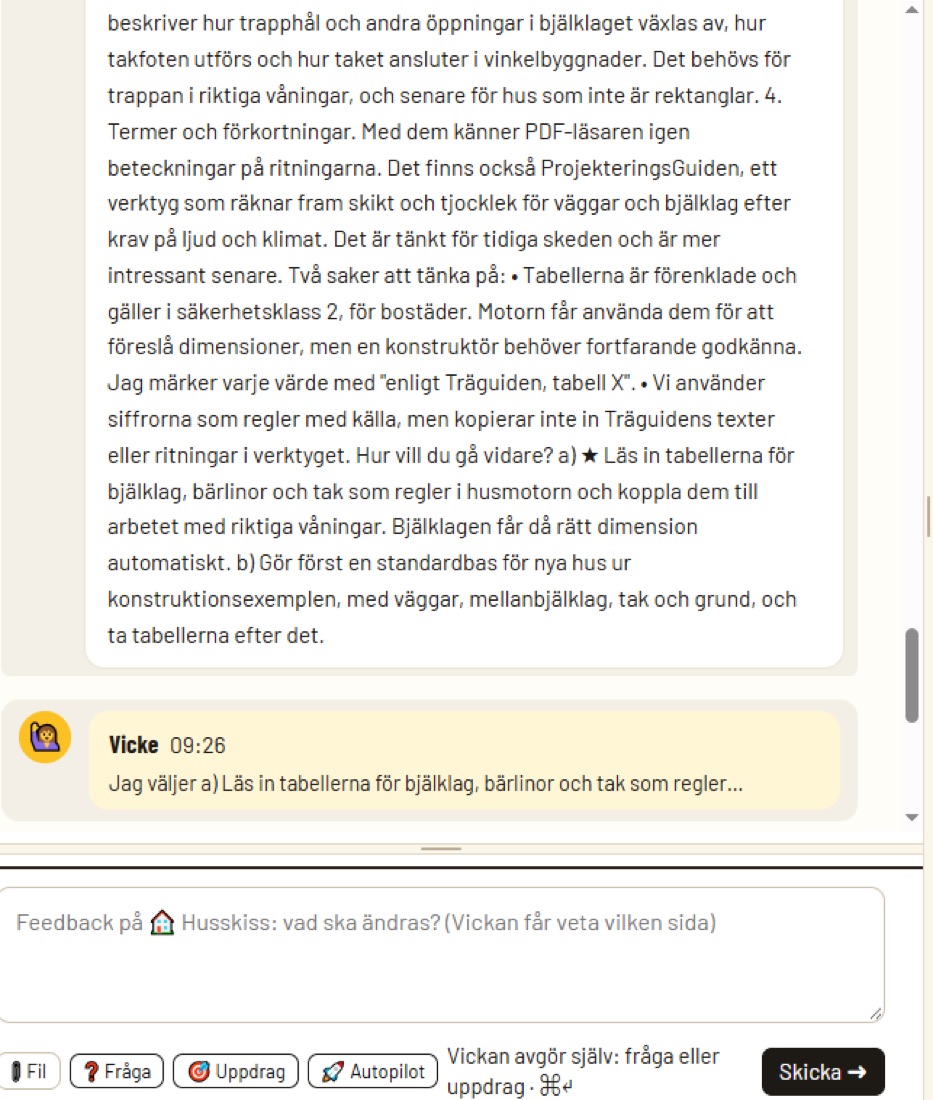 beskriver hur trapphål och andra öppningar i bjälklaget växlas av, hur
takfoten utförs och hur taket ansluter i vinkelbyggnader. Det behövs för
trappan i riktiga våningar, och senare för hus som inte är rektanglar. 4.
Termer och förkortningar. Med dem känner PDF-läsaren igen
beteckningar på ritningarna. Det finns också ProjekteringsGuiden, ett
verktyg som räknar fram skikt och tjocklek för väggar och bjälklag efter
krav på ljud och klimat. Det är tänkt för tidiga skeden och är mer
intressant senare. Två saker att tänka på: • Tabellerna är förenklade och
gäller i säkerhetsklass 2, för bostäder. Motorn får använda dem för att
föreslå dimensioner, men en konstruktör behöver fortfarande godkänna.
Jag märker varje värde med "enligt Träguiden, tabell X". • Vi använder
siffrorna som regler med källa, men kopierar inte in Träguidens texter
eller ritningar i verktyget. Hur vill du gå vidare? a) ★ Läs in tabellerna för
bjälklag, bärlinor och tak som regler i husmotorn och koppla dem till
arbetet med riktiga våningar. Bjälklagen får då rätt dimension
automatiskt. b) Gör först en standardbas för nya hus ur
konstruktionsexemplen, med väggar, mellanbjälklag, tak och grund, och
ta tabellerna efter det.
Vicke 09:26
Jag väljer a) Läs in tabellerna för bjälklag, bärlinor och tak som regler...
Feedback på 🏠 Husskiss: vad ska ändras? (Vickan får veta vilken sida)
Fil
❓ Fråga
🎯 Uppdrag
🚀 Autopilot
Vickan avgör själv: fråga eller
uppdrag · ⌘↵
Skicka →